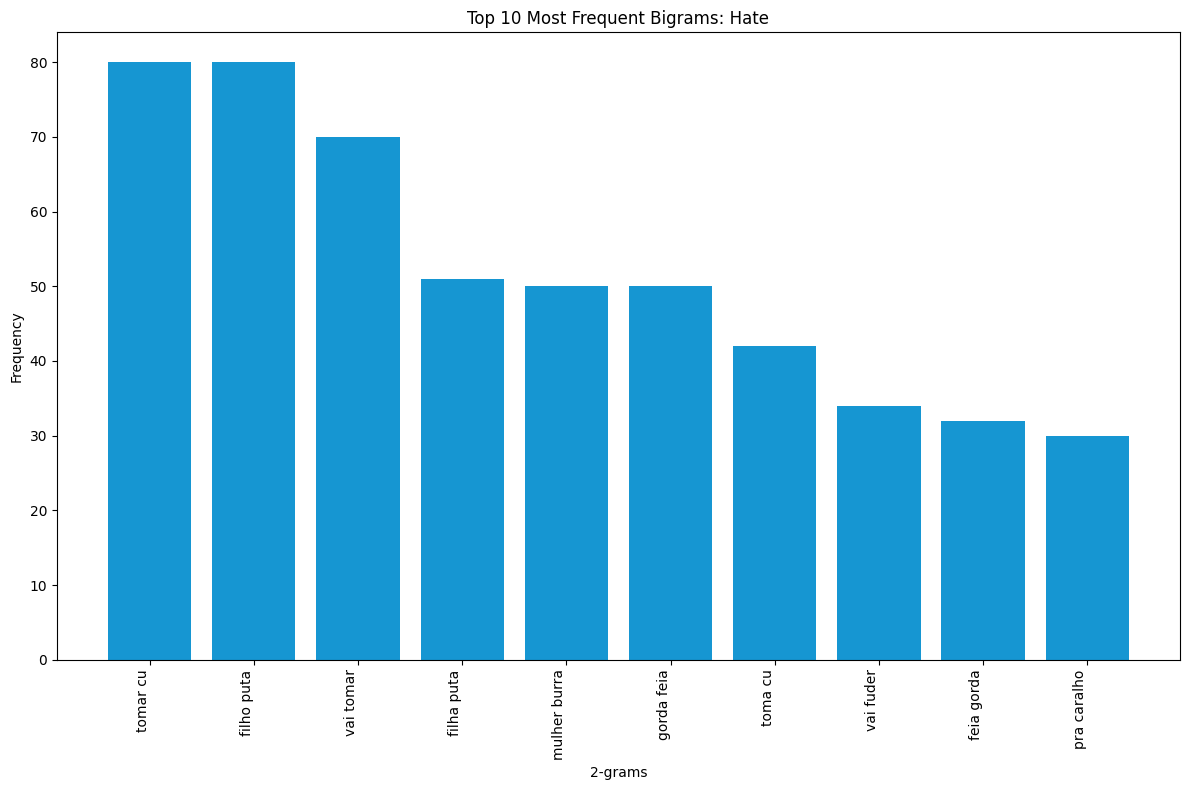 Top 10 Most Frequent Bigrams: Hate
Frequency
80
70
60
50
40
30
20
10
0
tomar cu
filho puta
vai tomar
filha puta
mulher burra
gorda feia
toma cu
vai fuder
feia gorda
pra caralho
2-grams